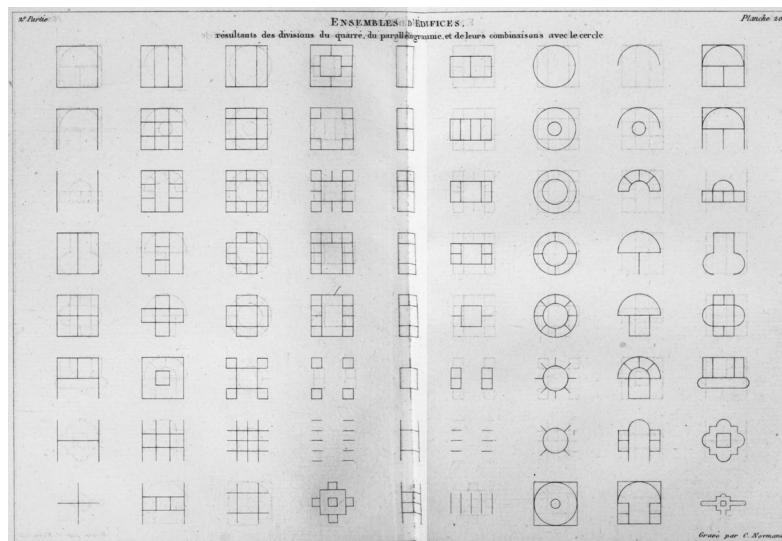 2e Partie
ENSEMBLES D'ÉDIFICES,
Planche 20
résultants des divisions du quarré, du parallélogramme, et de leurs combinaisons avec le cercle
Gravé par C. Normand